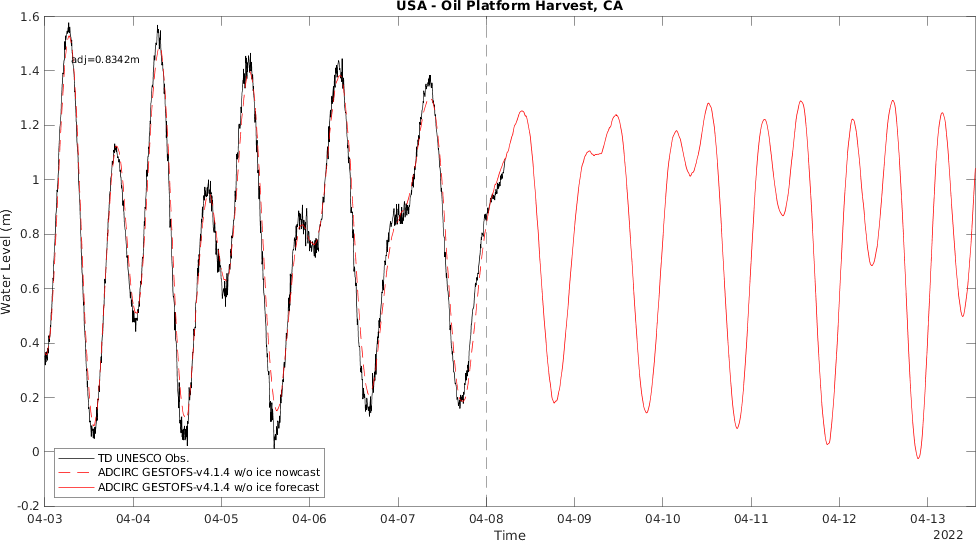 USA - Oil Platform Harvest, CA
1.6
adj=0.8342m
1.4
1.2
1
0.8
0.6
0.4
0.2
0
-0.2
Water Level (m)
TD UNESCO Obs.
ADCIRC GESTOFS-v4.1.4 w/o ice nowcast
ADCIRC GESTOFS-v4.1.4 w/o ice forecast
04-03 04-04 04-05 04-06 04-07 04-08 04-09 04-10 04-11 04-12 04-13
Time
2022